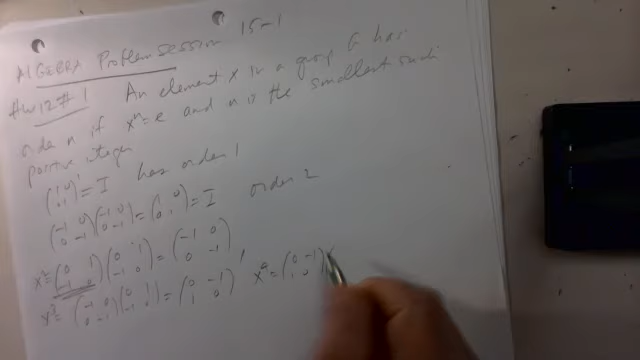 ALGEBRA Problem Session 15-1
HW12#1 An element x in a group G has
order n if xⁿ=e and n is the smallest such
positive integer
(1 0; 0 1)¹ = I has order 1
(-1 0; 0 -1)(-1 0; 0 -1) = (1 0; 0 1) = I order 2
x² = (0 1; -1 0)(0 1; -1 0) = (-1 0; 0 -1),
x³ = (-1 0; 0 -1)(0 1; -1 0) = (0 -1; 1 0) = (0 -1; 1 0)